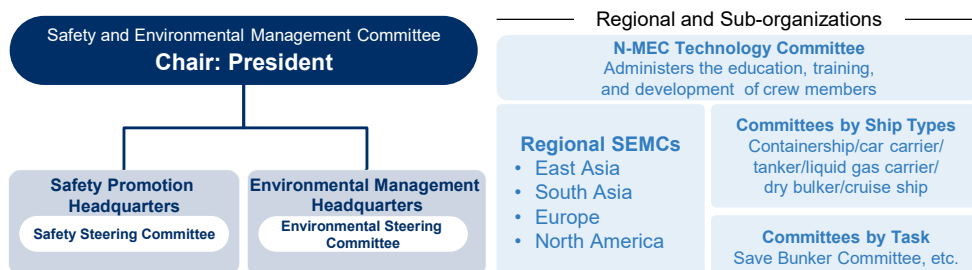 Safety and Environmental Management Committee
Chair: President
Safety Promotion
Headquarters
Safety Steering Committee
Environmental Management
Headquarters
Environmental Steering
Committee
Regional and Sub-organizations
N-MEC Technology Committee
Administers the education, training,
and development of crew members
Regional SEMCs
• East Asia
• South Asia
• Europe
• North America
Committees by Ship Types
Containership/car carrier/
tanker/liquid gas carrier/
dry bulker/cruise ship
Committees by Task
Save Bunker Committee, etc.